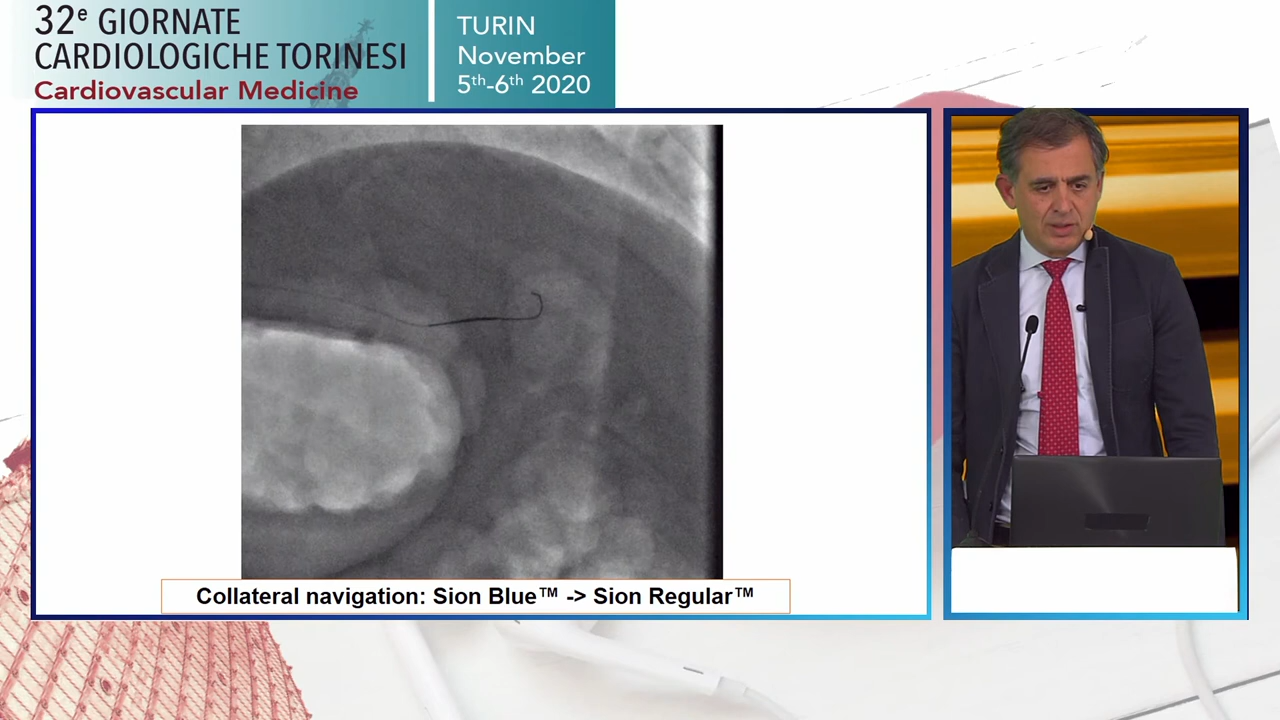 32e GIORNATE
CARDIOLOGICHE TORINESI
Cardiovascular Medicine
TURIN
November
5th-6th 2020
Collateral navigation: Sion Blue™ -> Sion Regular™